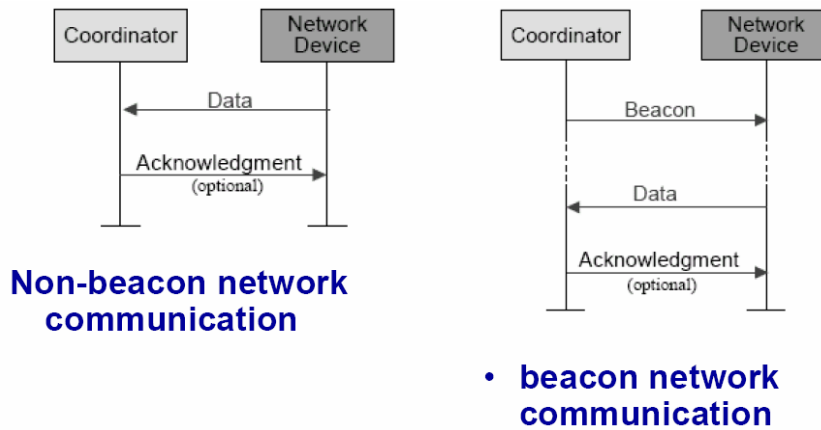 Coordinator
Network
Device
Data
Acknowledgment
(optional)
Non-beacon network
communication
Coordinator
Network
Device
Beacon
Data
Acknowledgment
(optional)
• beacon network
communication